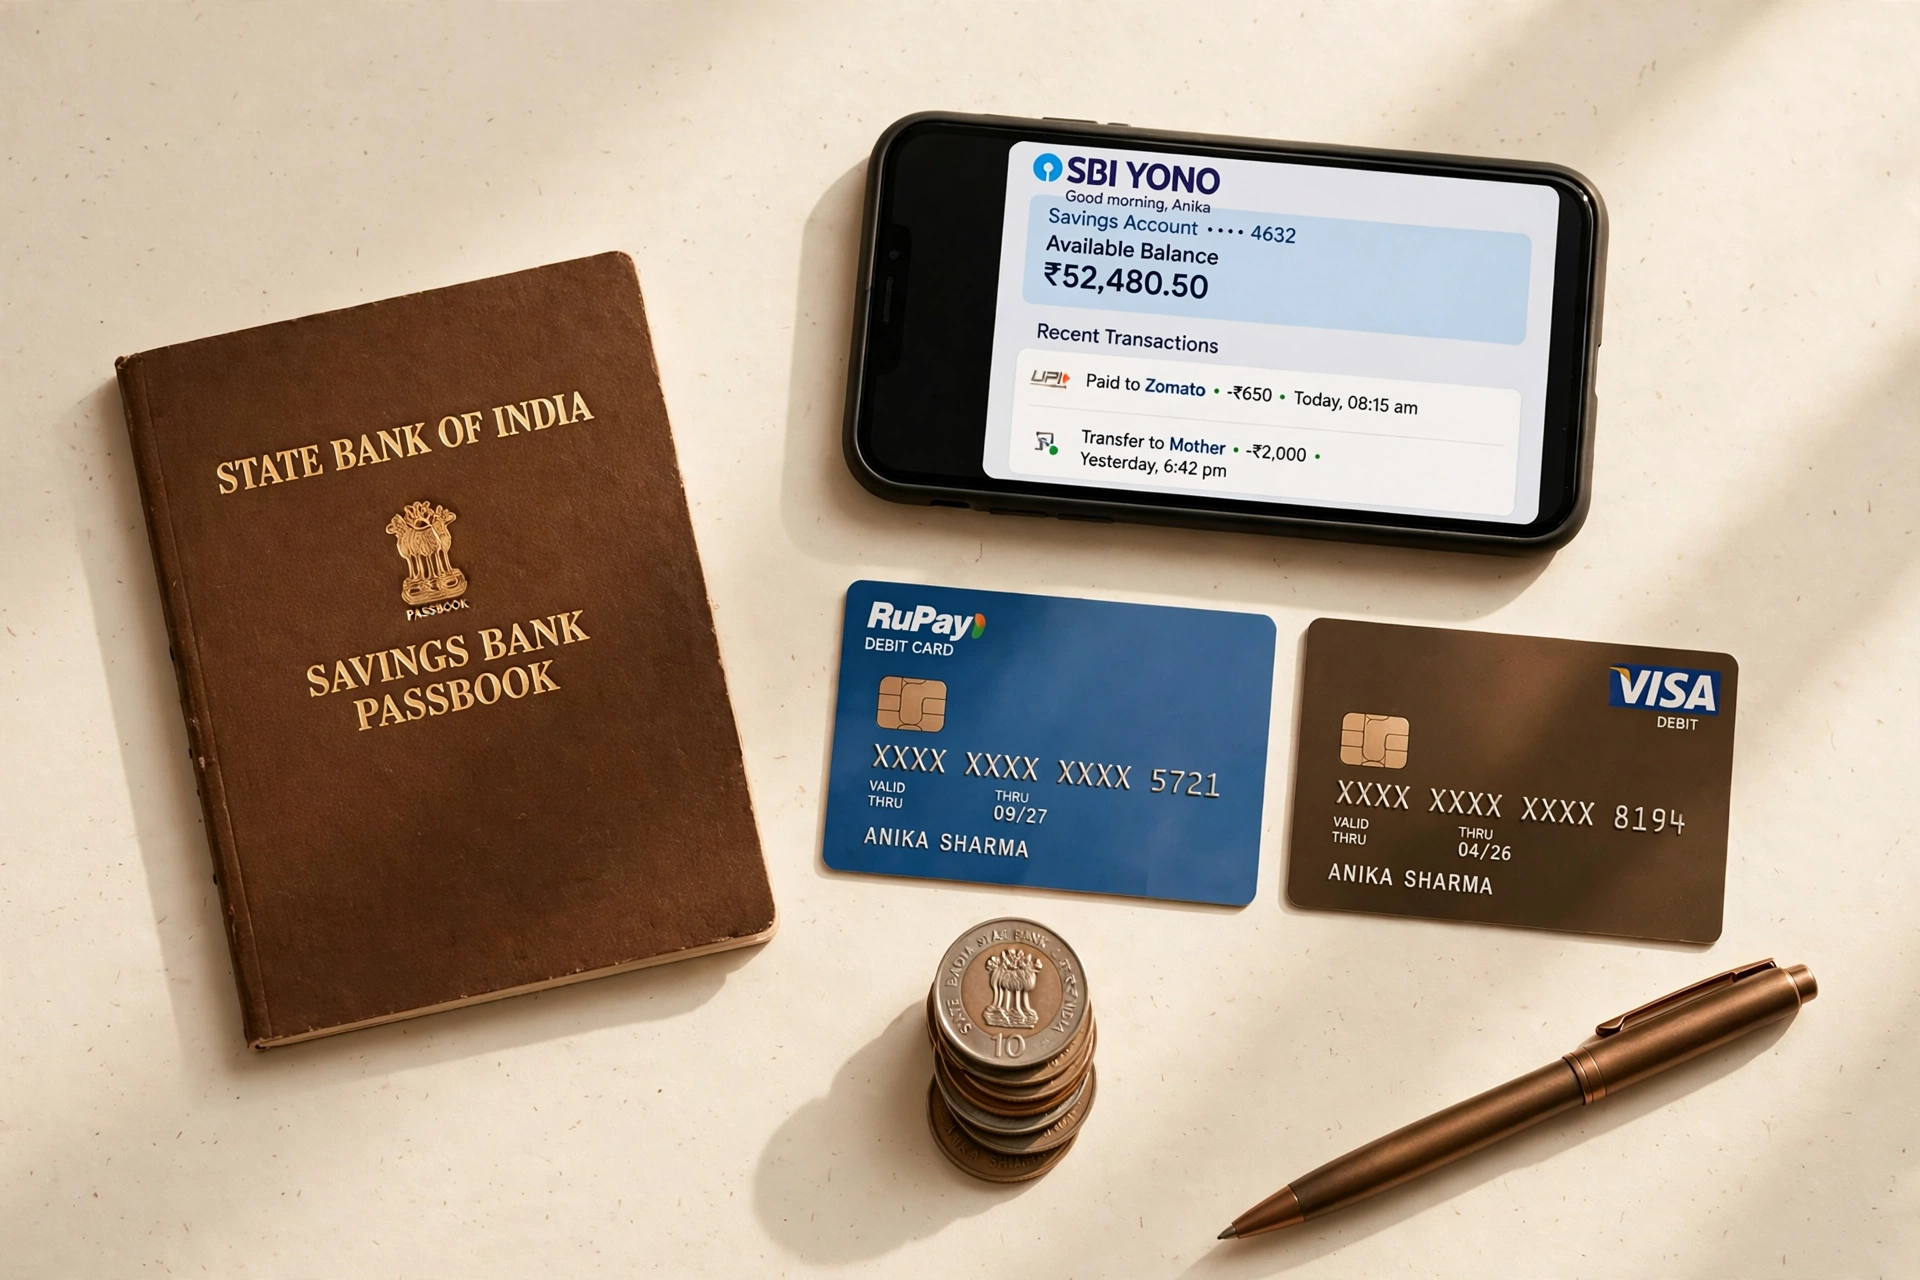 STATE BANK OF INDIA
PASSBOOK
SAVINGS BANK
PASSBOOK
SBI YONO
Good morning, Anika
Savings Account •••• 4632
Available Balance
₹52,480.50
Recent Transactions
UPI Paid to Zomato • -₹650 • Today, 08:15 am
Transfer to Mother • -₹2,000 •
Yesterday, 6:42 pm
RuPay
DEBIT CARD
XXXX XXXX XXXX 5721
VALID THRU
THRU 09/27
ANIKA SHARMA
VISA
DEBIT
XXXX XXXX XXXX 8194
VALID THRU
THRU 04/26
ANIKA SHARMA
10